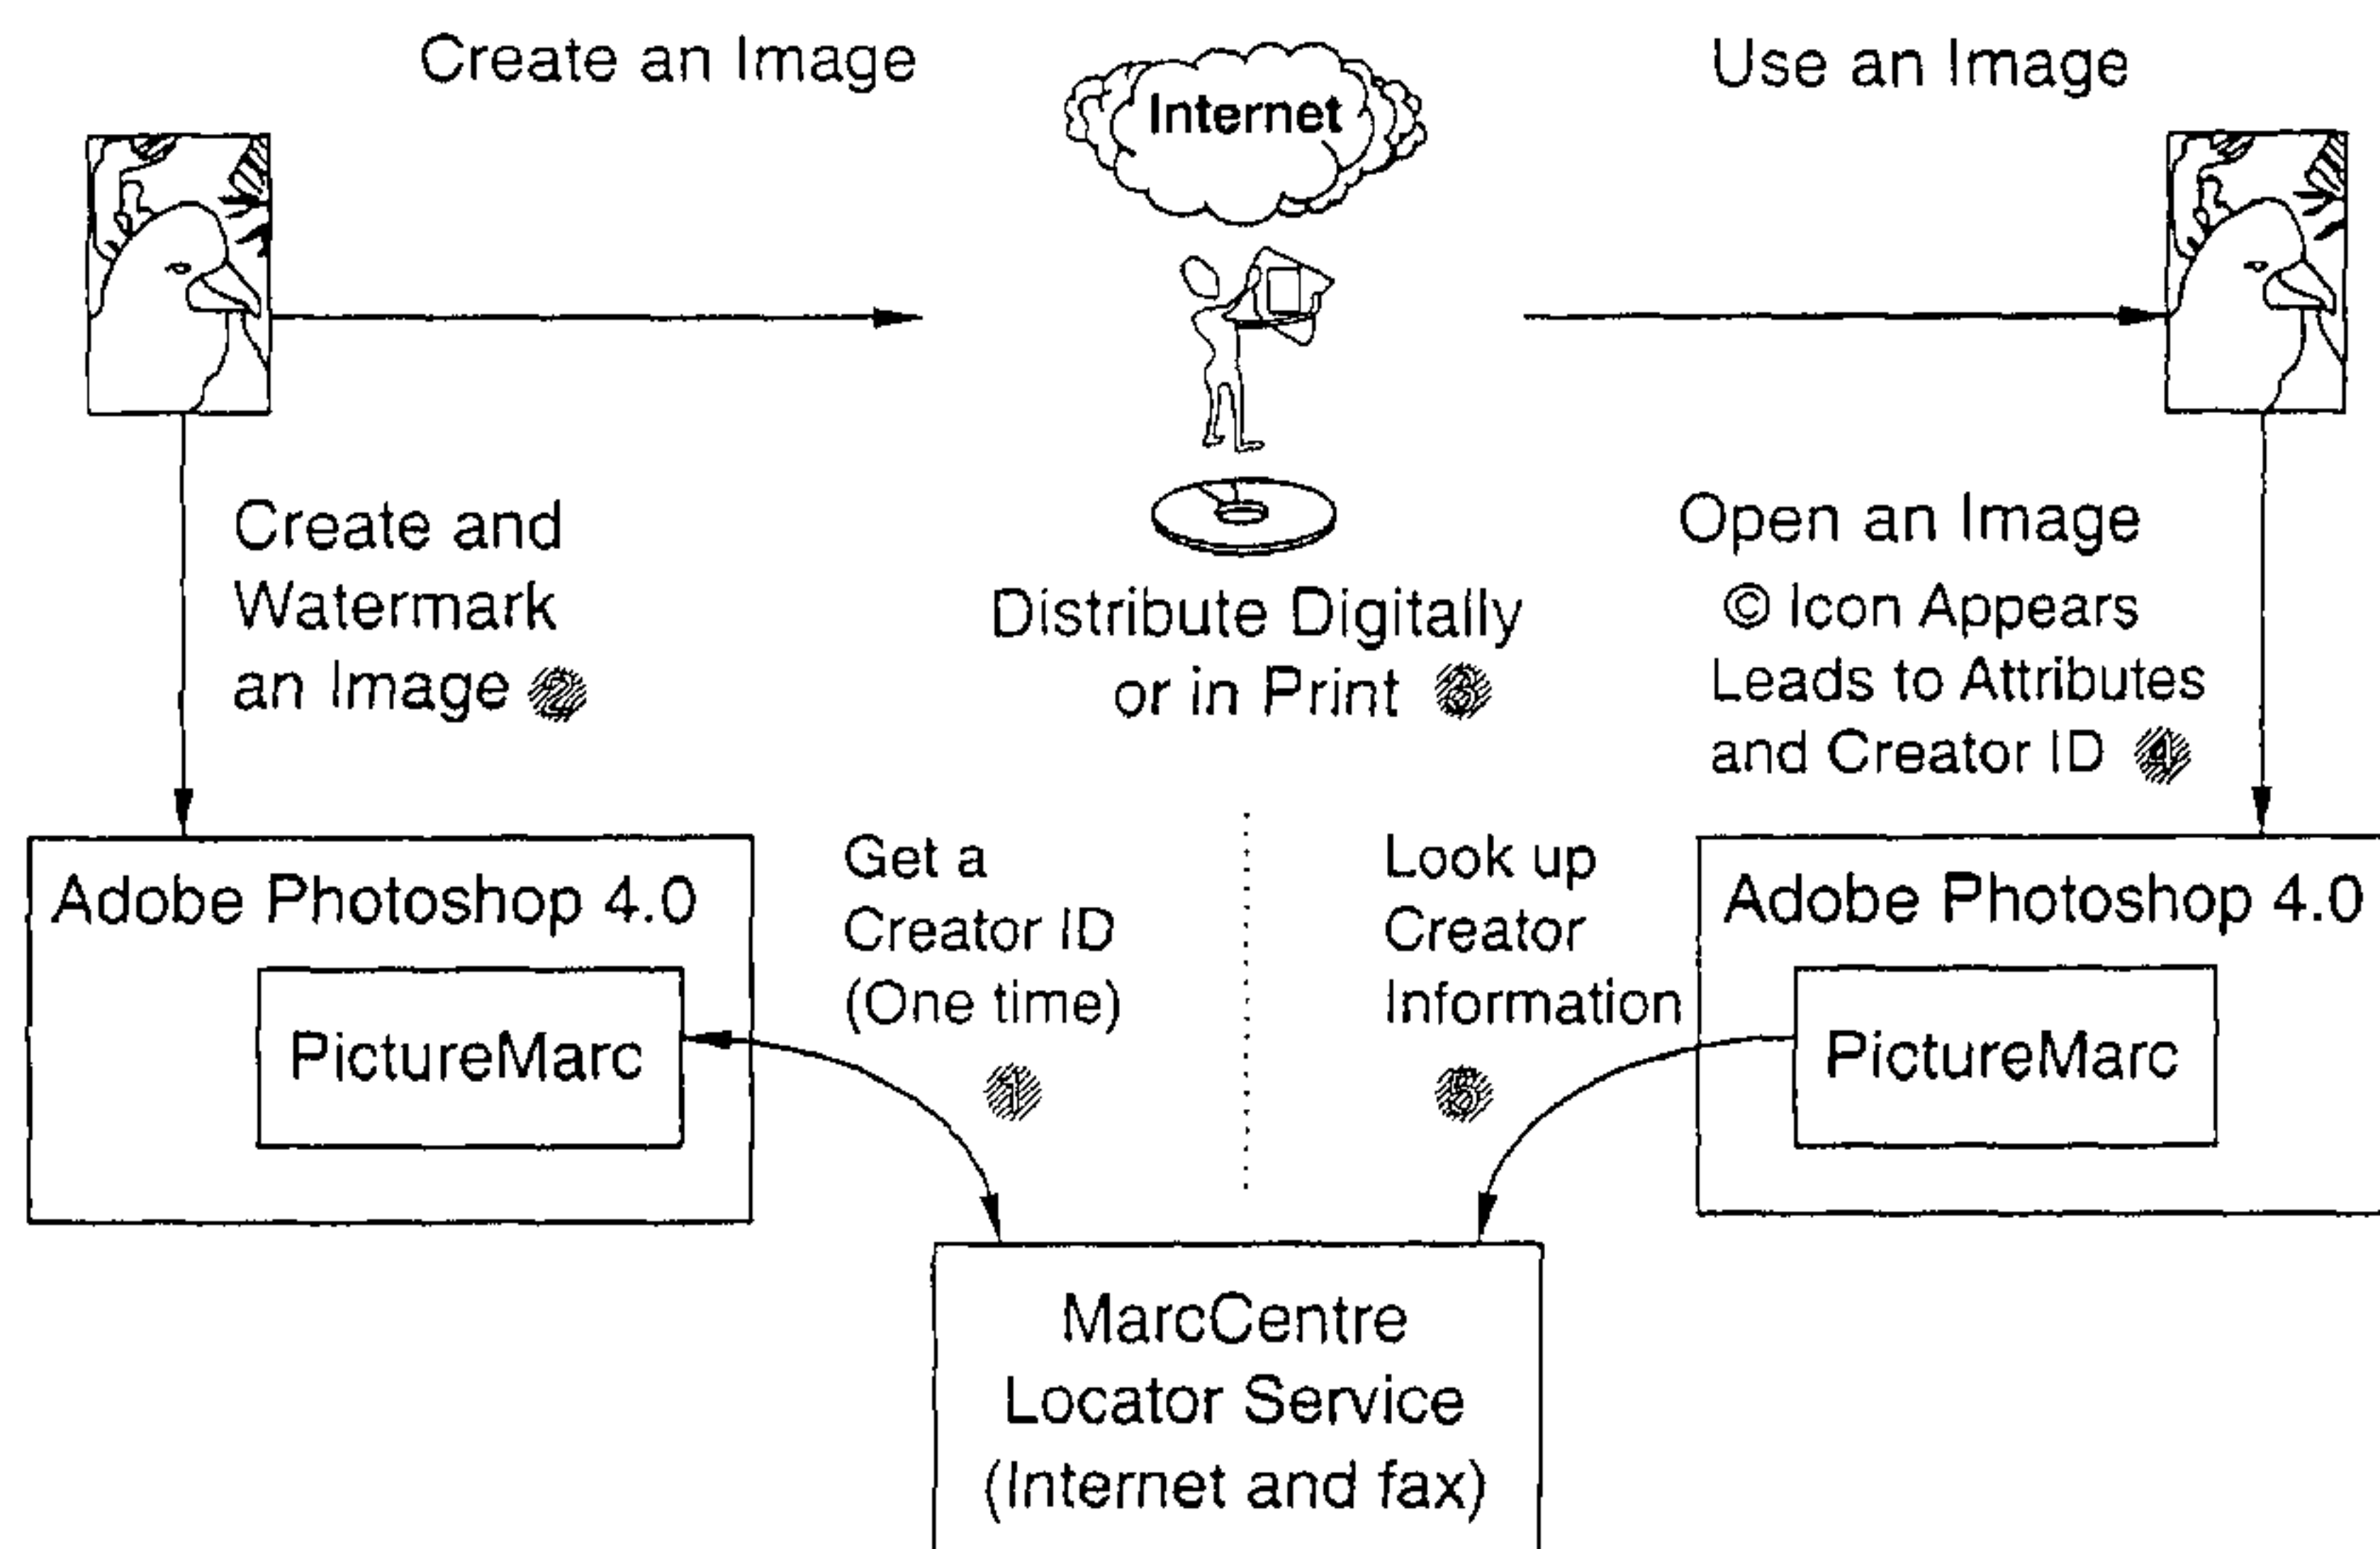 Create an Image
Internet
Use an Image
Create and
Watermark
an Image 2
Distribute Digitally
or in Print 3
Open an Image
© Icon Appears
Leads to Attributes
and Creator ID 4
Adobe Photoshop 4.0
PictureMarc
Get a
Creator ID
(One time)
1
Look up
Creator
Information
5
Adobe Photoshop 4.0
PictureMarc
MarcCentre
Locator Service
(Internet and fax)